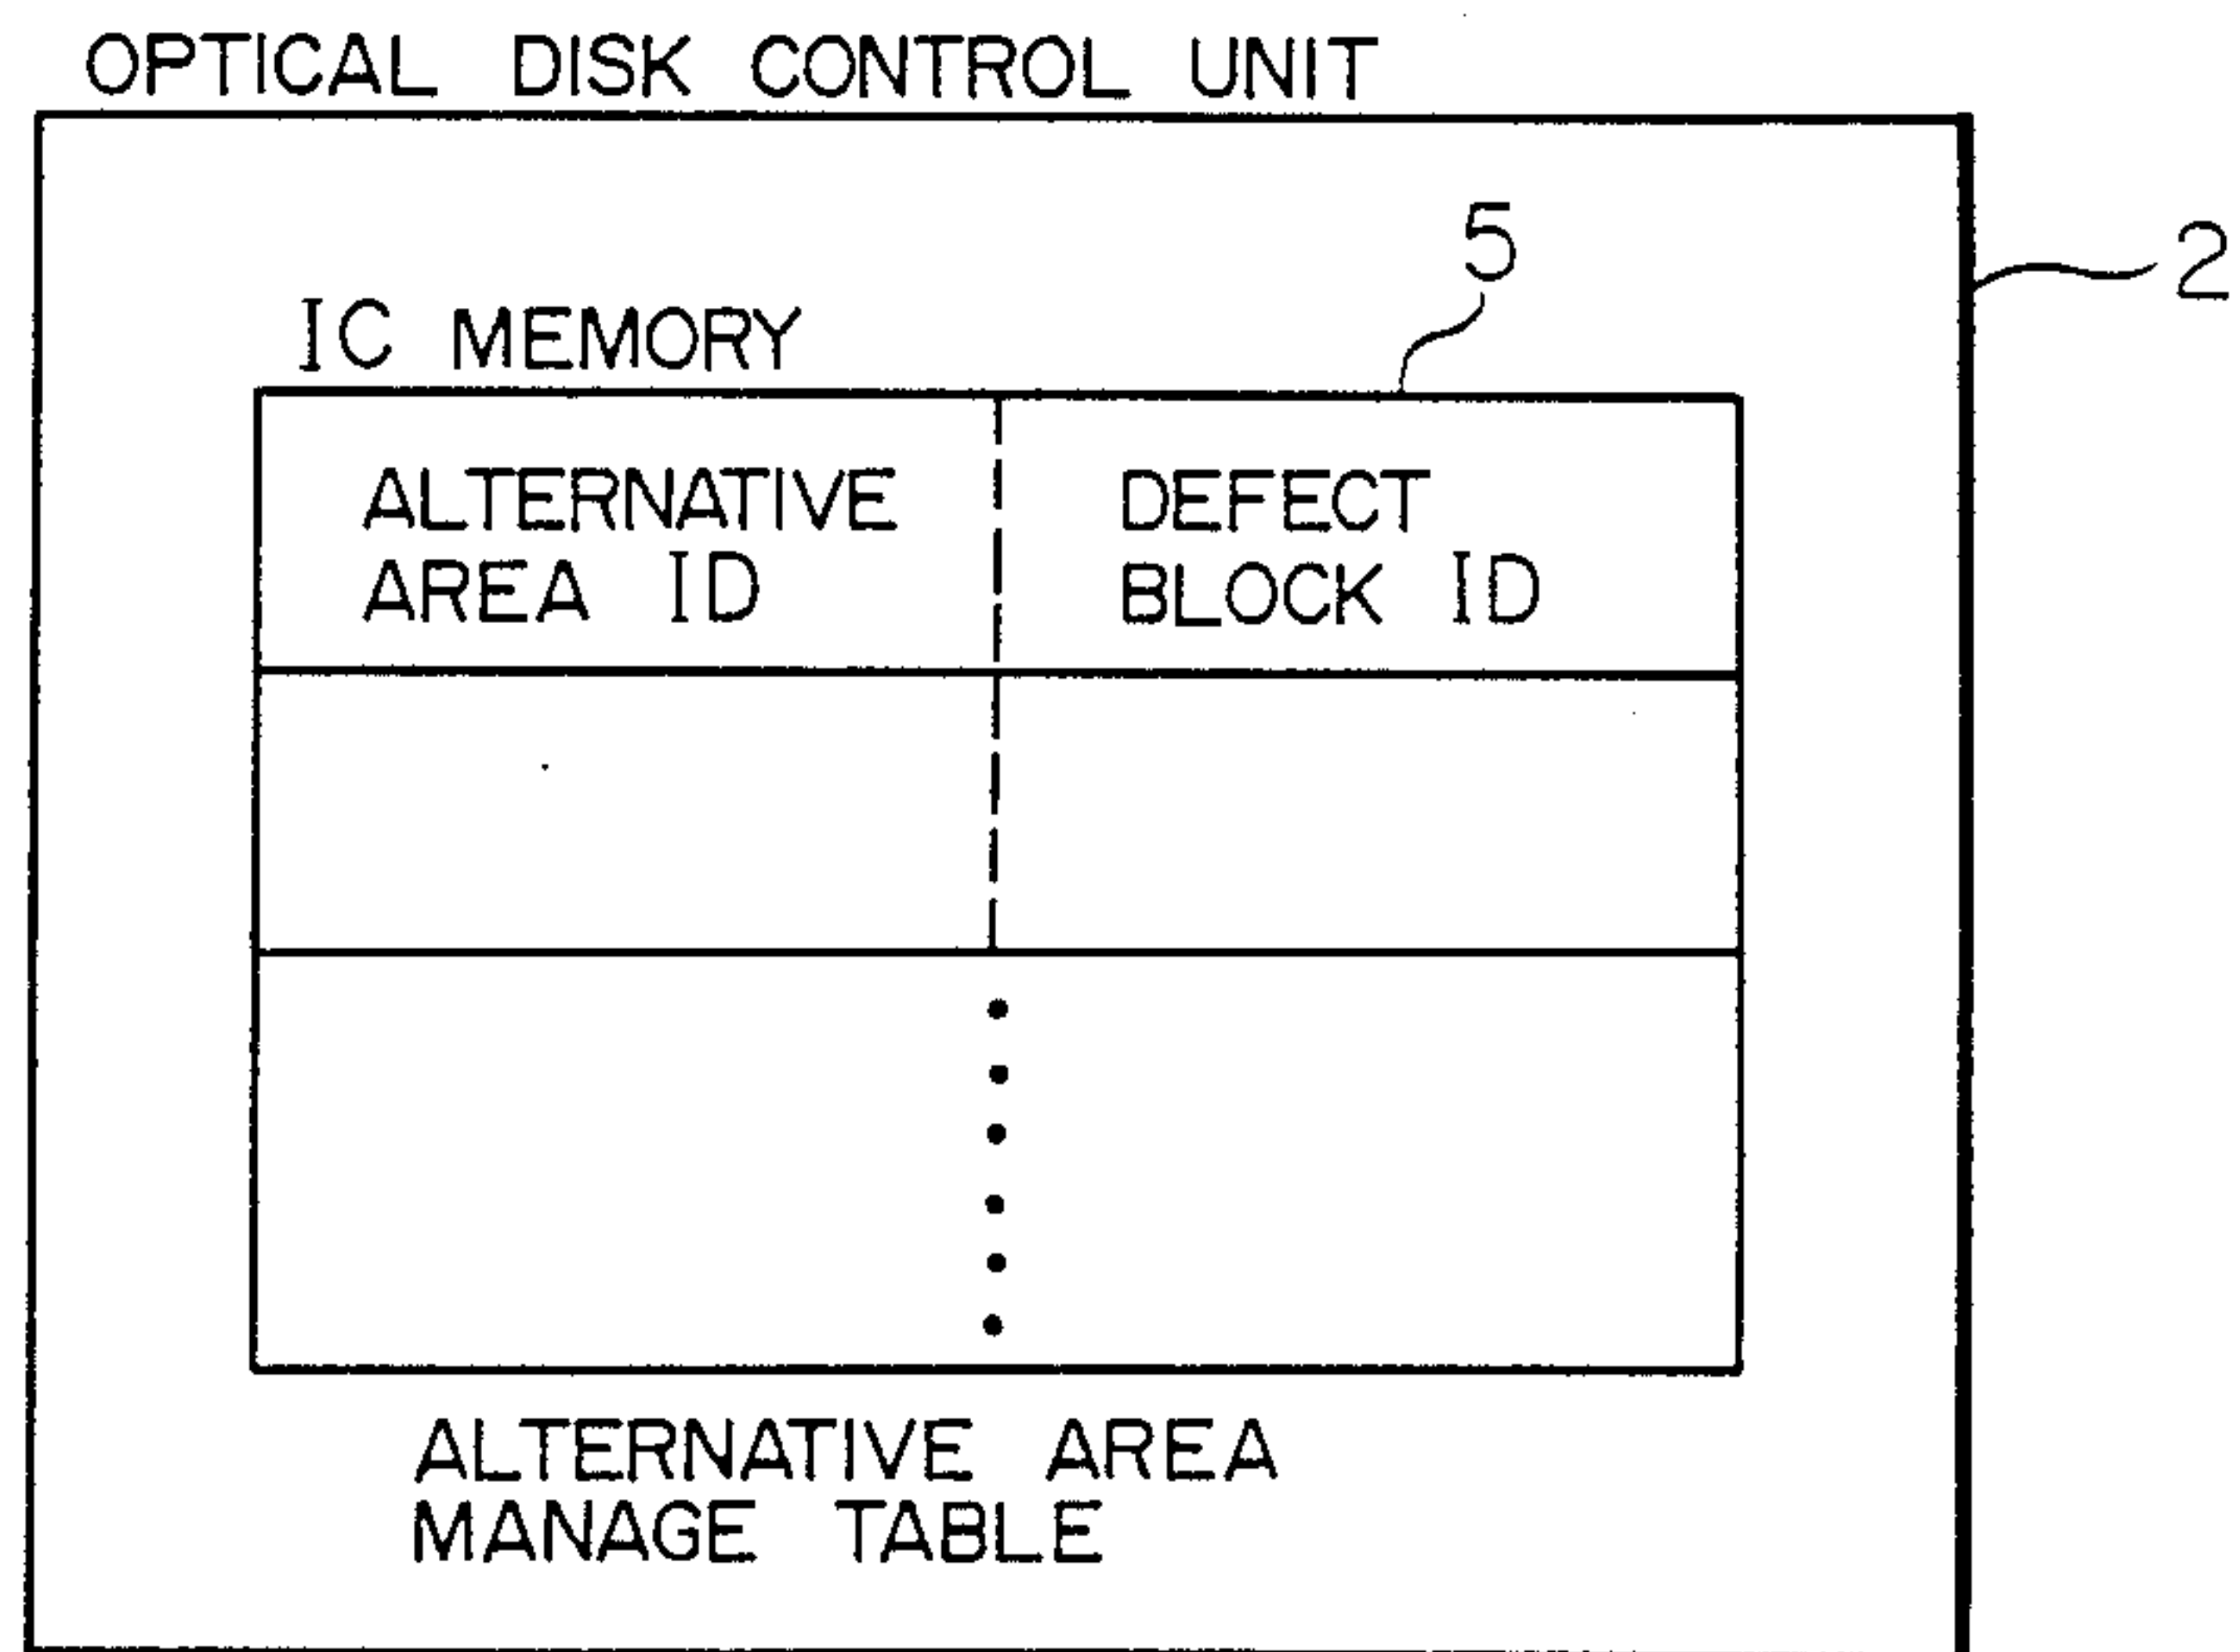 OPTICAL DISK CONTROL UNIT
5
2
IC MEMORY
ALTERNATIVE
AREA ID
DEFECT
BLOCK ID
ALTERNATIVE AREA
MANAGE TABLE